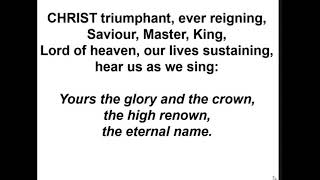 CHRIST triumphant, ever reigning,
Saviour, Master, King,
Lord of heaven, our lives sustaining,
hear us as we sing:
Yours the glory and the crown,
the high renown,
the eternal name.